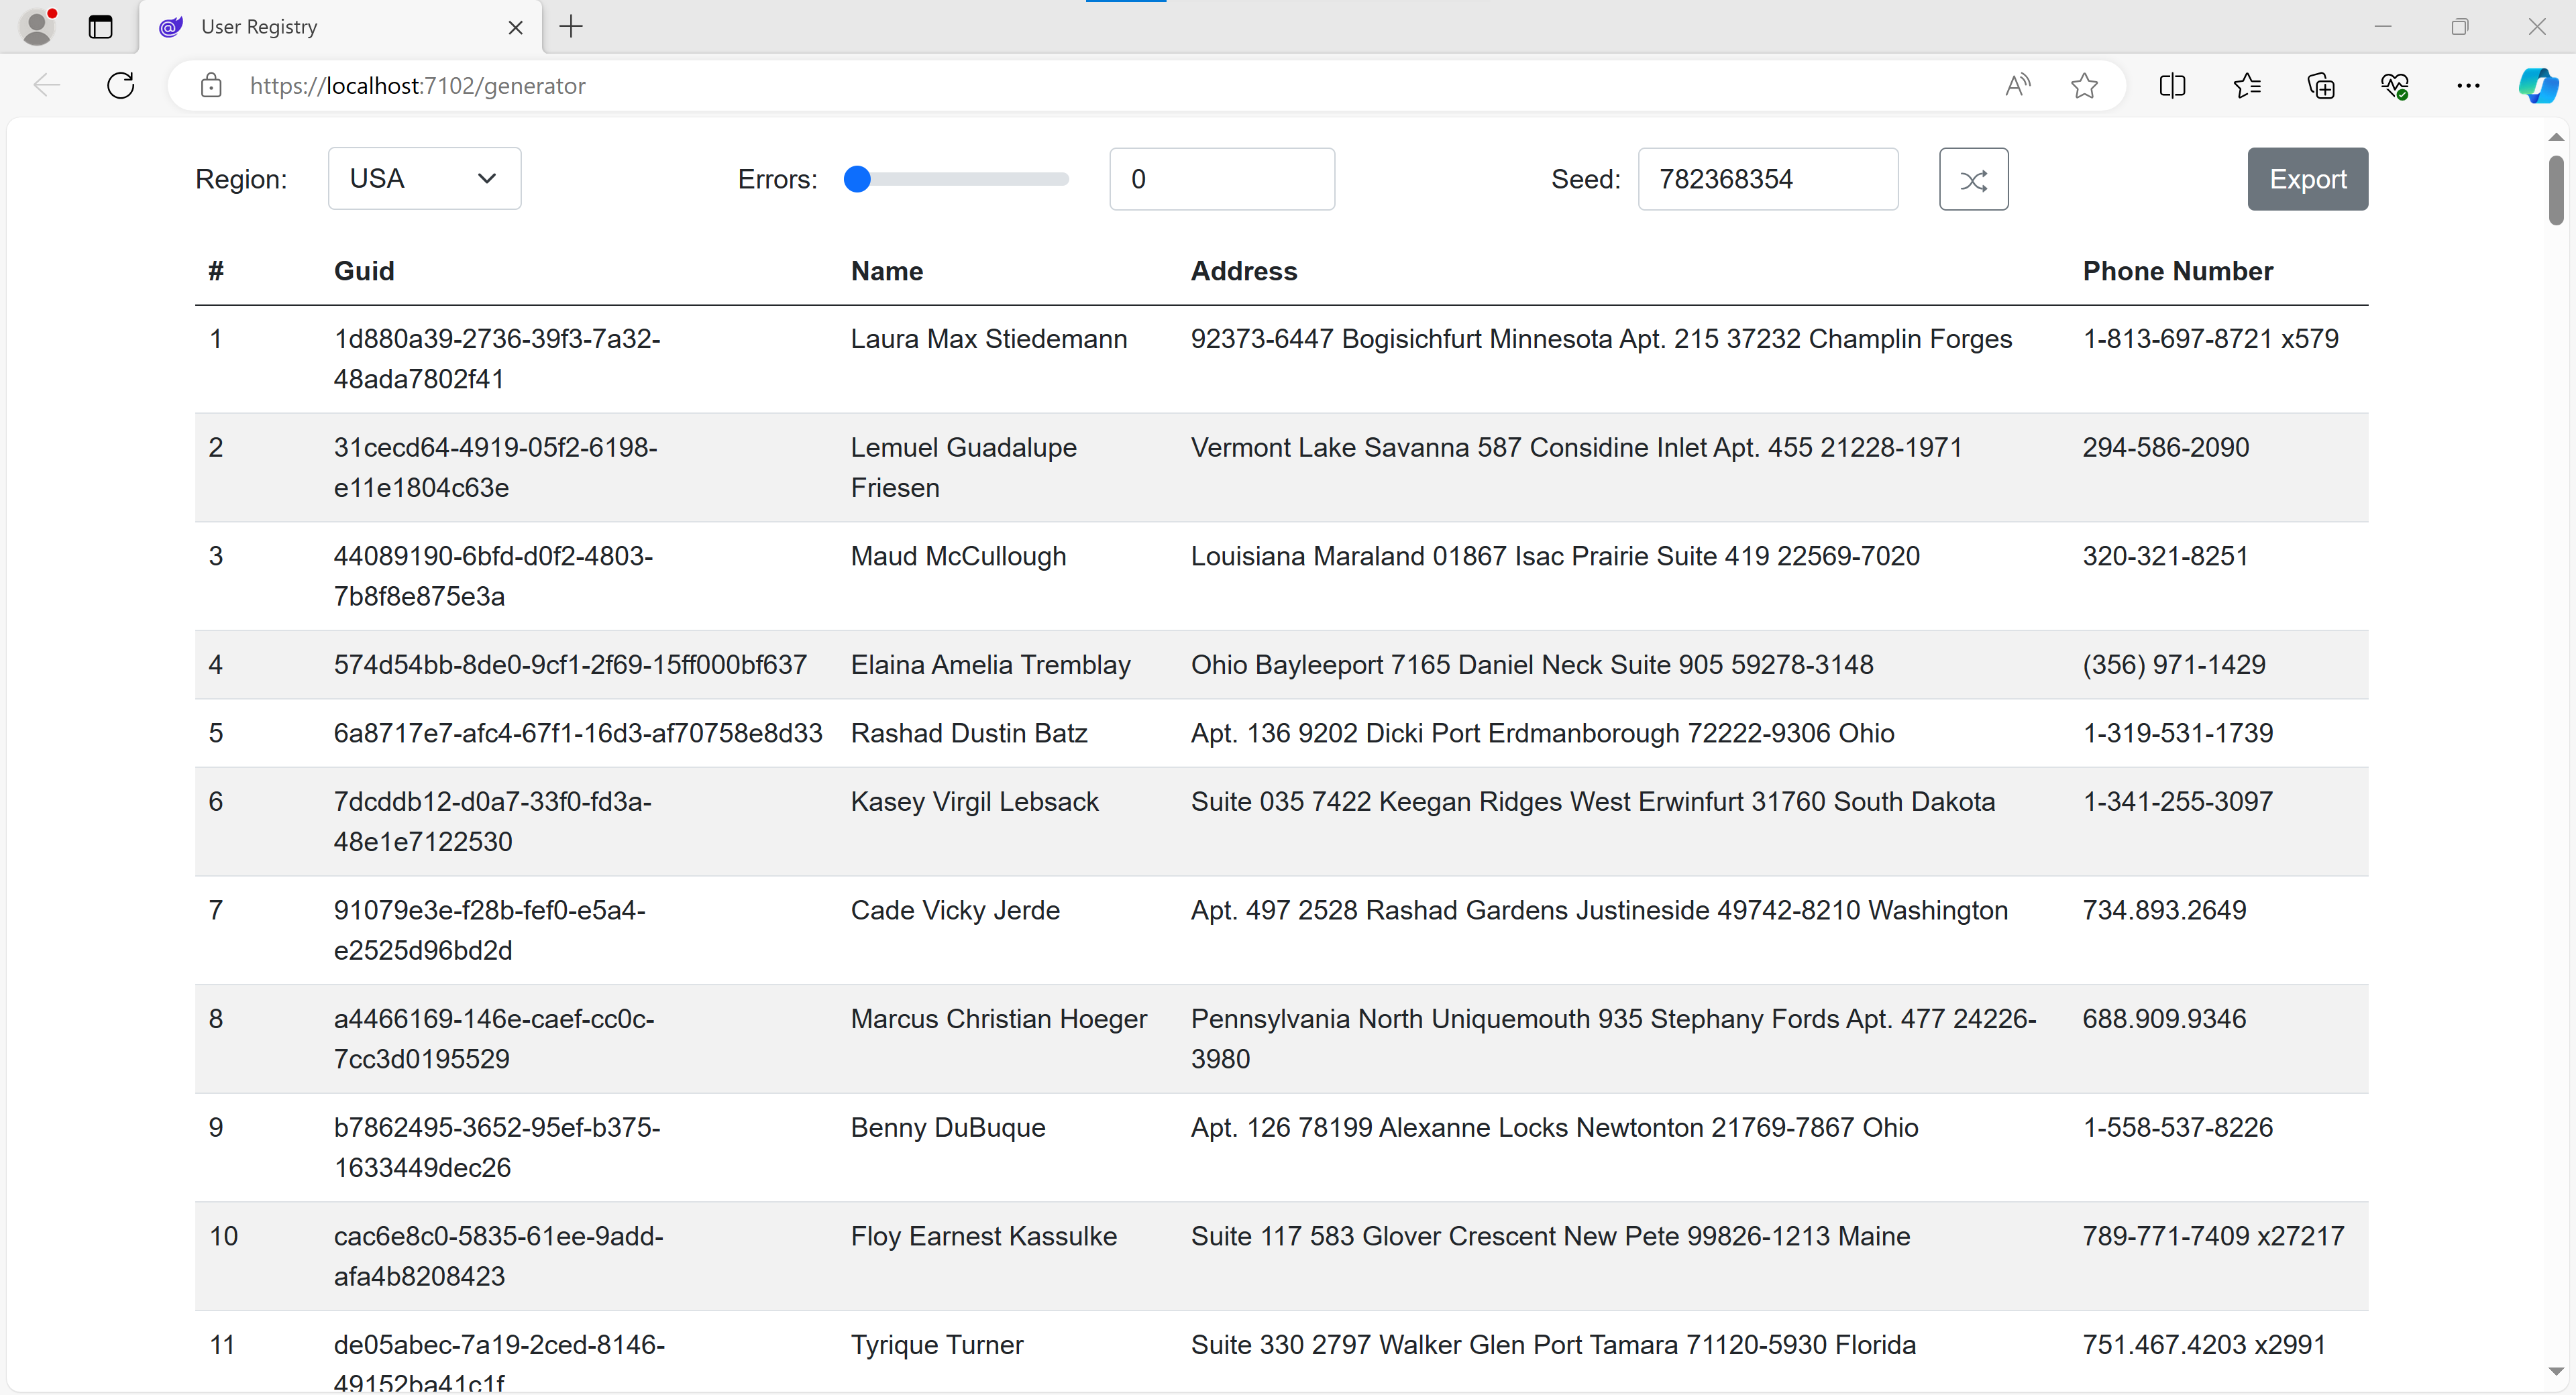 User Registry
https://localhost:7102/generator
Region: USA Errors: 0 Seed: 782368354 Export
# Guid Name Address Phone Number
1 1d880a39-2736-39f3-7a32- Laura Max Stiedemann 92373-6447 Bogisichfurt Minnesota Apt. 215 37232 Champlin Forges 1-813-697-8721 x579
48ada7802f41
2 31cecd64-4919-05f2-6198- Lemuel Guadalupe Vermont Lake Savanna 587 Considine Inlet Apt. 455 21228-1971 294-586-2090
e11e1804c63e Friesen
3 44089190-6bfd-d0f2-4803- Maud McCullough Louisiana Maraland 01867 Isac Prairie Suite 419 22569-7020 320-321-8251
7b8f8e875e3a
4 574d54bb-8de0-9cf1-2f69-15ff000bf637 Elaina Amelia Tremblay Ohio Bayleeport 7165 Daniel Neck Suite 905 59278-3148 (356) 971-1429
5 6a8717e7-afc4-67f1-16d3-af70758e8d33 Rashad Dustin Batz Apt. 136 9202 Dicki Port Erdmanborough 72222-9306 Ohio 1-319-531-1739
6 7dcddb12-d0a7-33f0-fd3a- Kasey Virgil Lebsack Suite 035 7422 Keegan Ridges West Erwinfurt 31760 South Dakota 1-341-255-3097
48e1e7122530
7 91079e3e-f28b-fef0-e5a4- Cade Vicky Jerde Apt. 497 2528 Rashad Gardens Justineside 49742-8210 Washington 734.893.2649
e2525d96bd2d
8 a4466169-146e-caef-cc0c- Marcus Christian Hoeger Pennsylvania North Uniquemouth 935 Stephany Fords Apt. 477 24226- 688.909.9346
7cc3d0195529 3980
9 b7862495-3652-95ef-b375- Benny DuBuque Apt. 126 78199 Alexanne Locks Newtonton 21769-7867 Ohio 1-558-537-8226
1633449dec26
10 cac6e8c0-5835-61ee-9add- Floy Earnest Kassulke Suite 117 583 Glover Crescent New Pete 99826-1213 Maine 789-771-7409 x27217
afa4b8208423
11 de05abec-7a19-2ced-8146- Tyrique Turner Suite 330 2797 Walker Glen Port Tamara 71120-5930 Florida 751.467.4203 x2991
49152ba41c1f